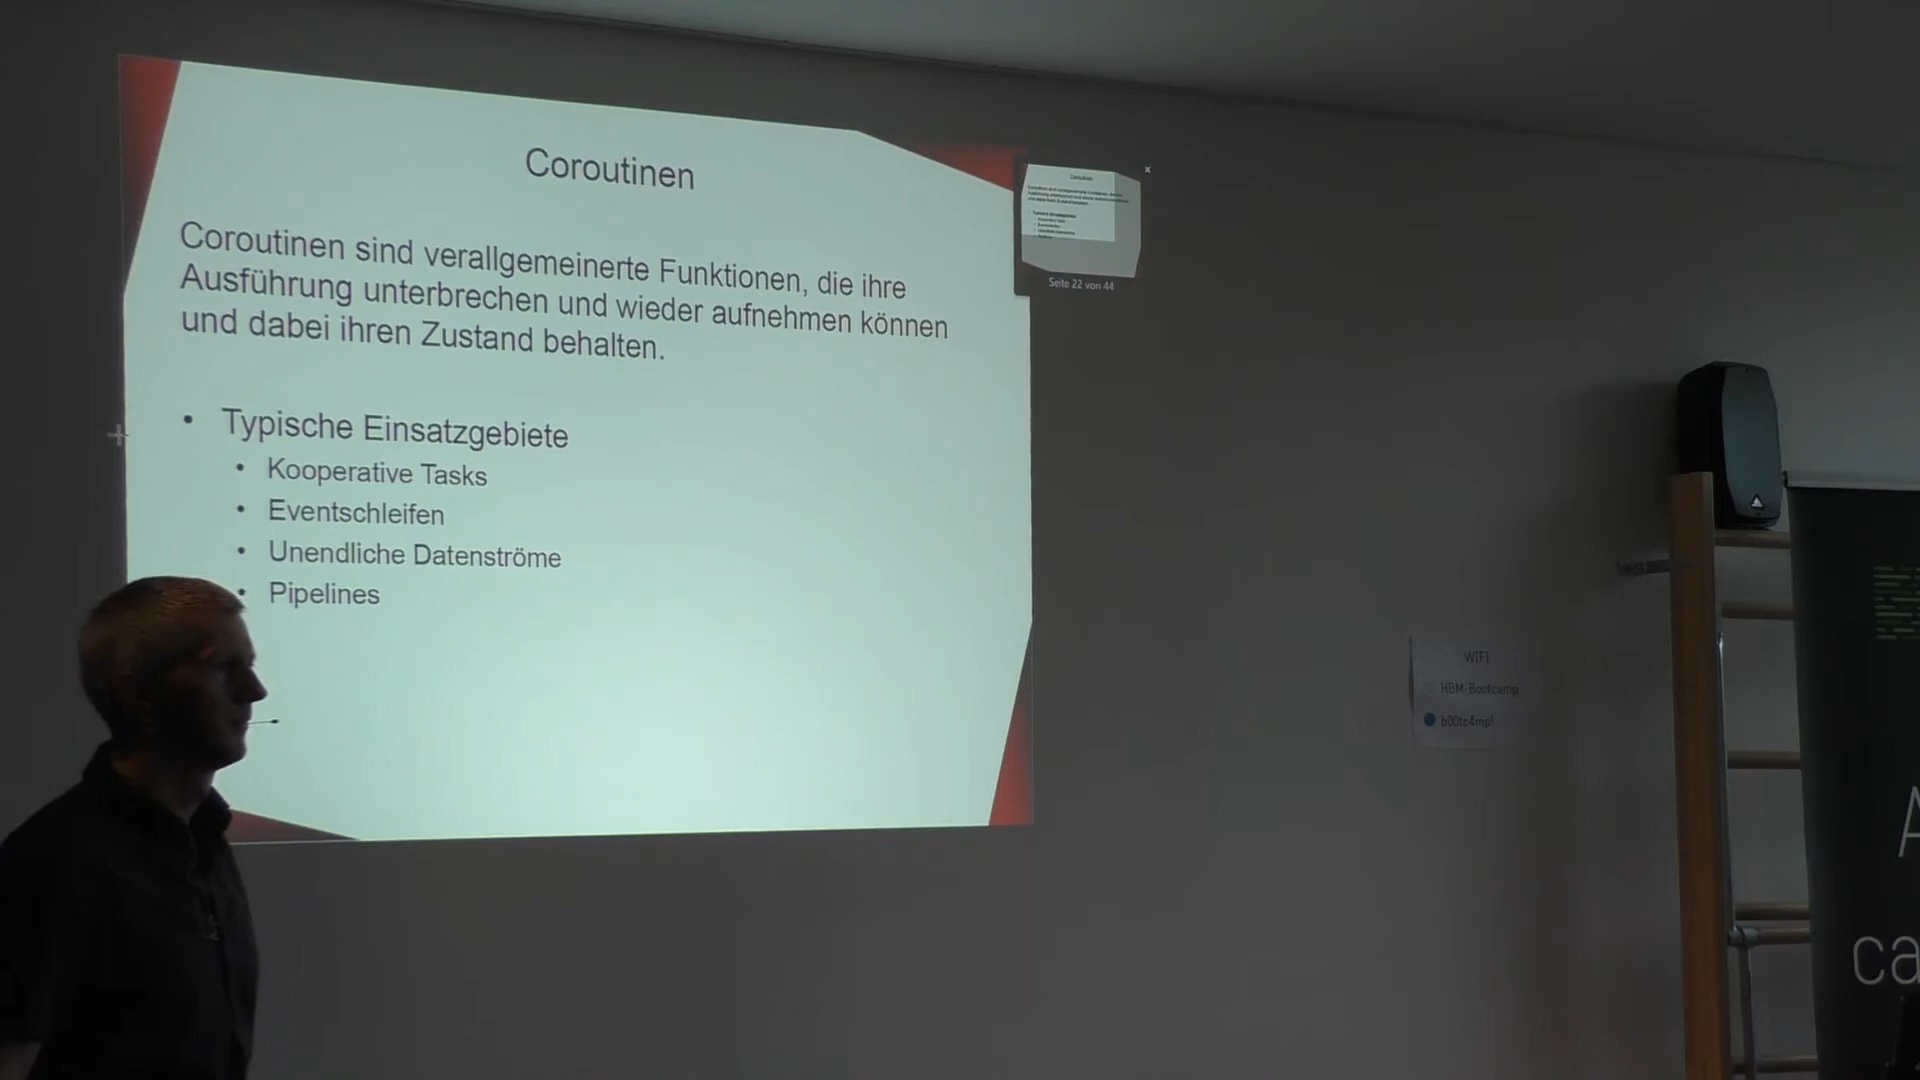 Coroutinen
Coroutinen sind verallgemeinerte Funktionen, die ihre
Ausführung unterbrechen und wieder aufnehmen können
und dabei ihren Zustand behalten.
• Typische Einsatzgebiete
• Kooperative Tasks
• Eventschleifen
• Unendliche Datenströme
• Pipelines
Seite 22 von 44
WIFI
HBM-Bootcamp
A
ca